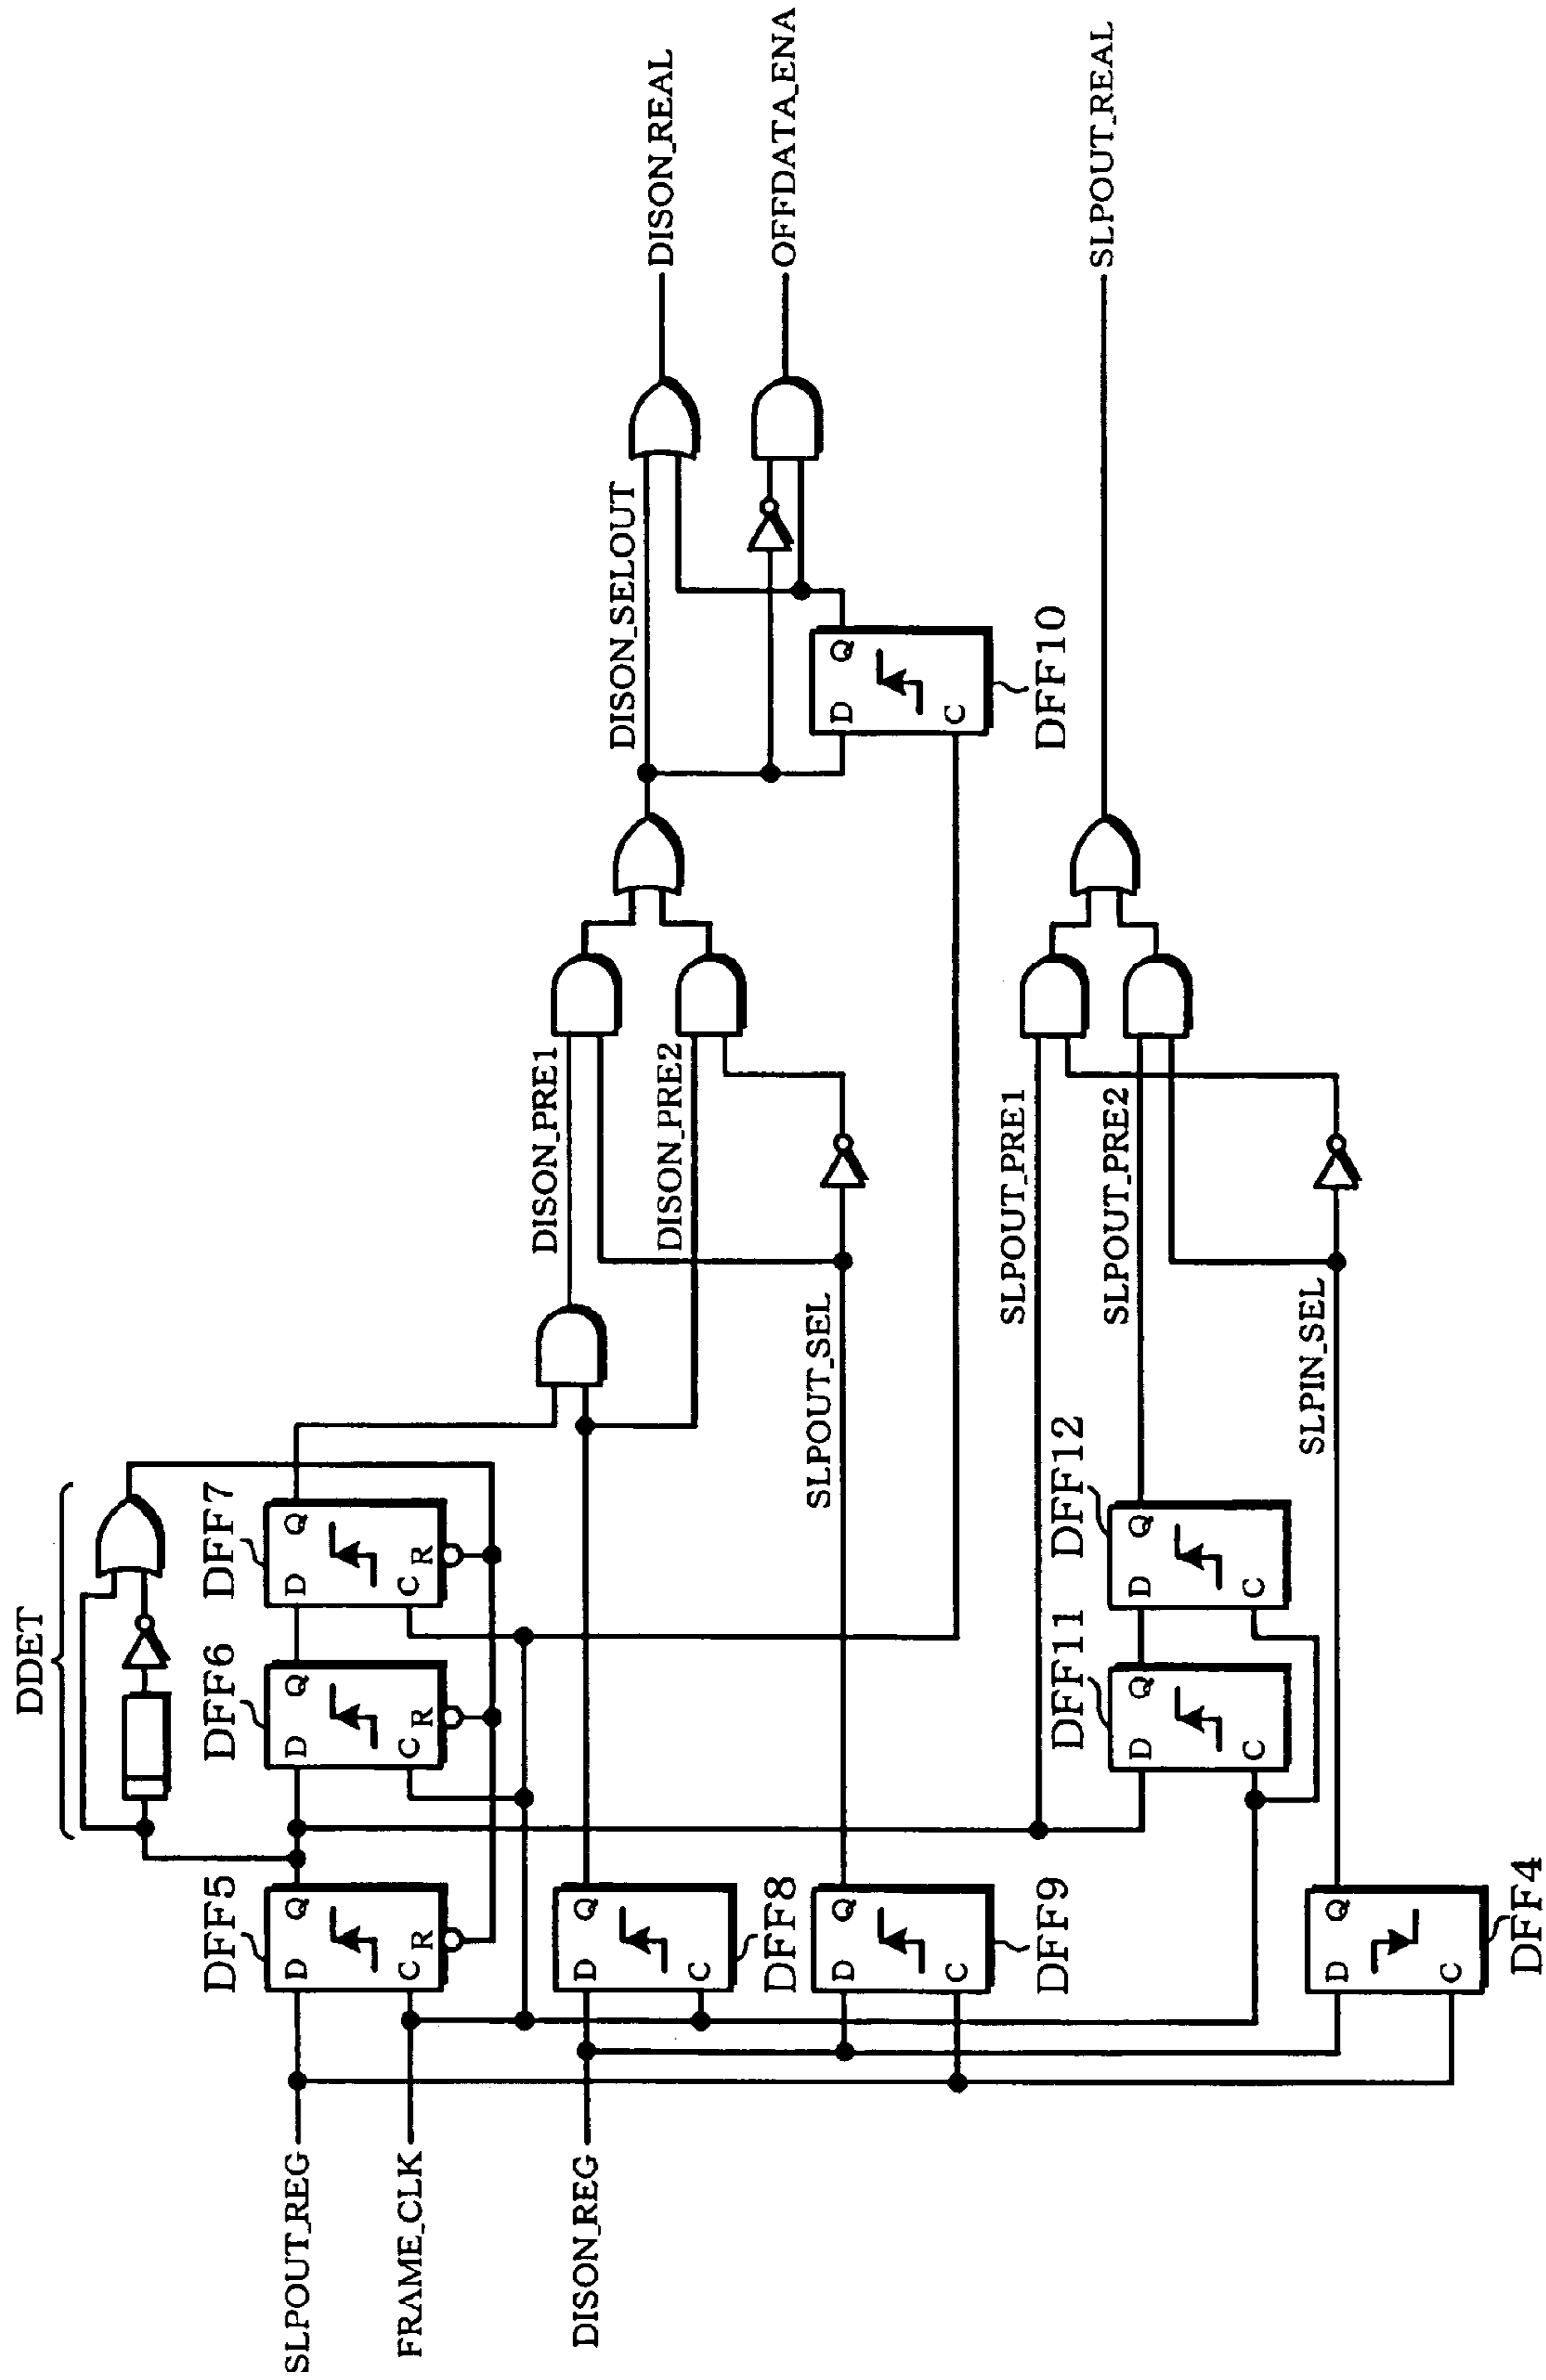 DDET
DFF5
D
Q
C
R
DFF6
D
Q
C
R
DFF7
D
Q
C
R
SLPOUT_REG
FRAME_CLK
DISON_REG
DFF8
D
Q
C
DFF9
D
Q
C
DFF4
D
Q
C
DFF11
D
Q
C
DFF12
D
Q
C
SLPOUT_SEL
SLPIN_SEL
DISON_PRE1
DISON_PRE2
SLPOUT_PRE1
SLPOUT_PRE2
DISON_SELOUT
DFF10
D
Q
C
DISON_REAL
OFFDATA_ENA
SLPOUT_REAL